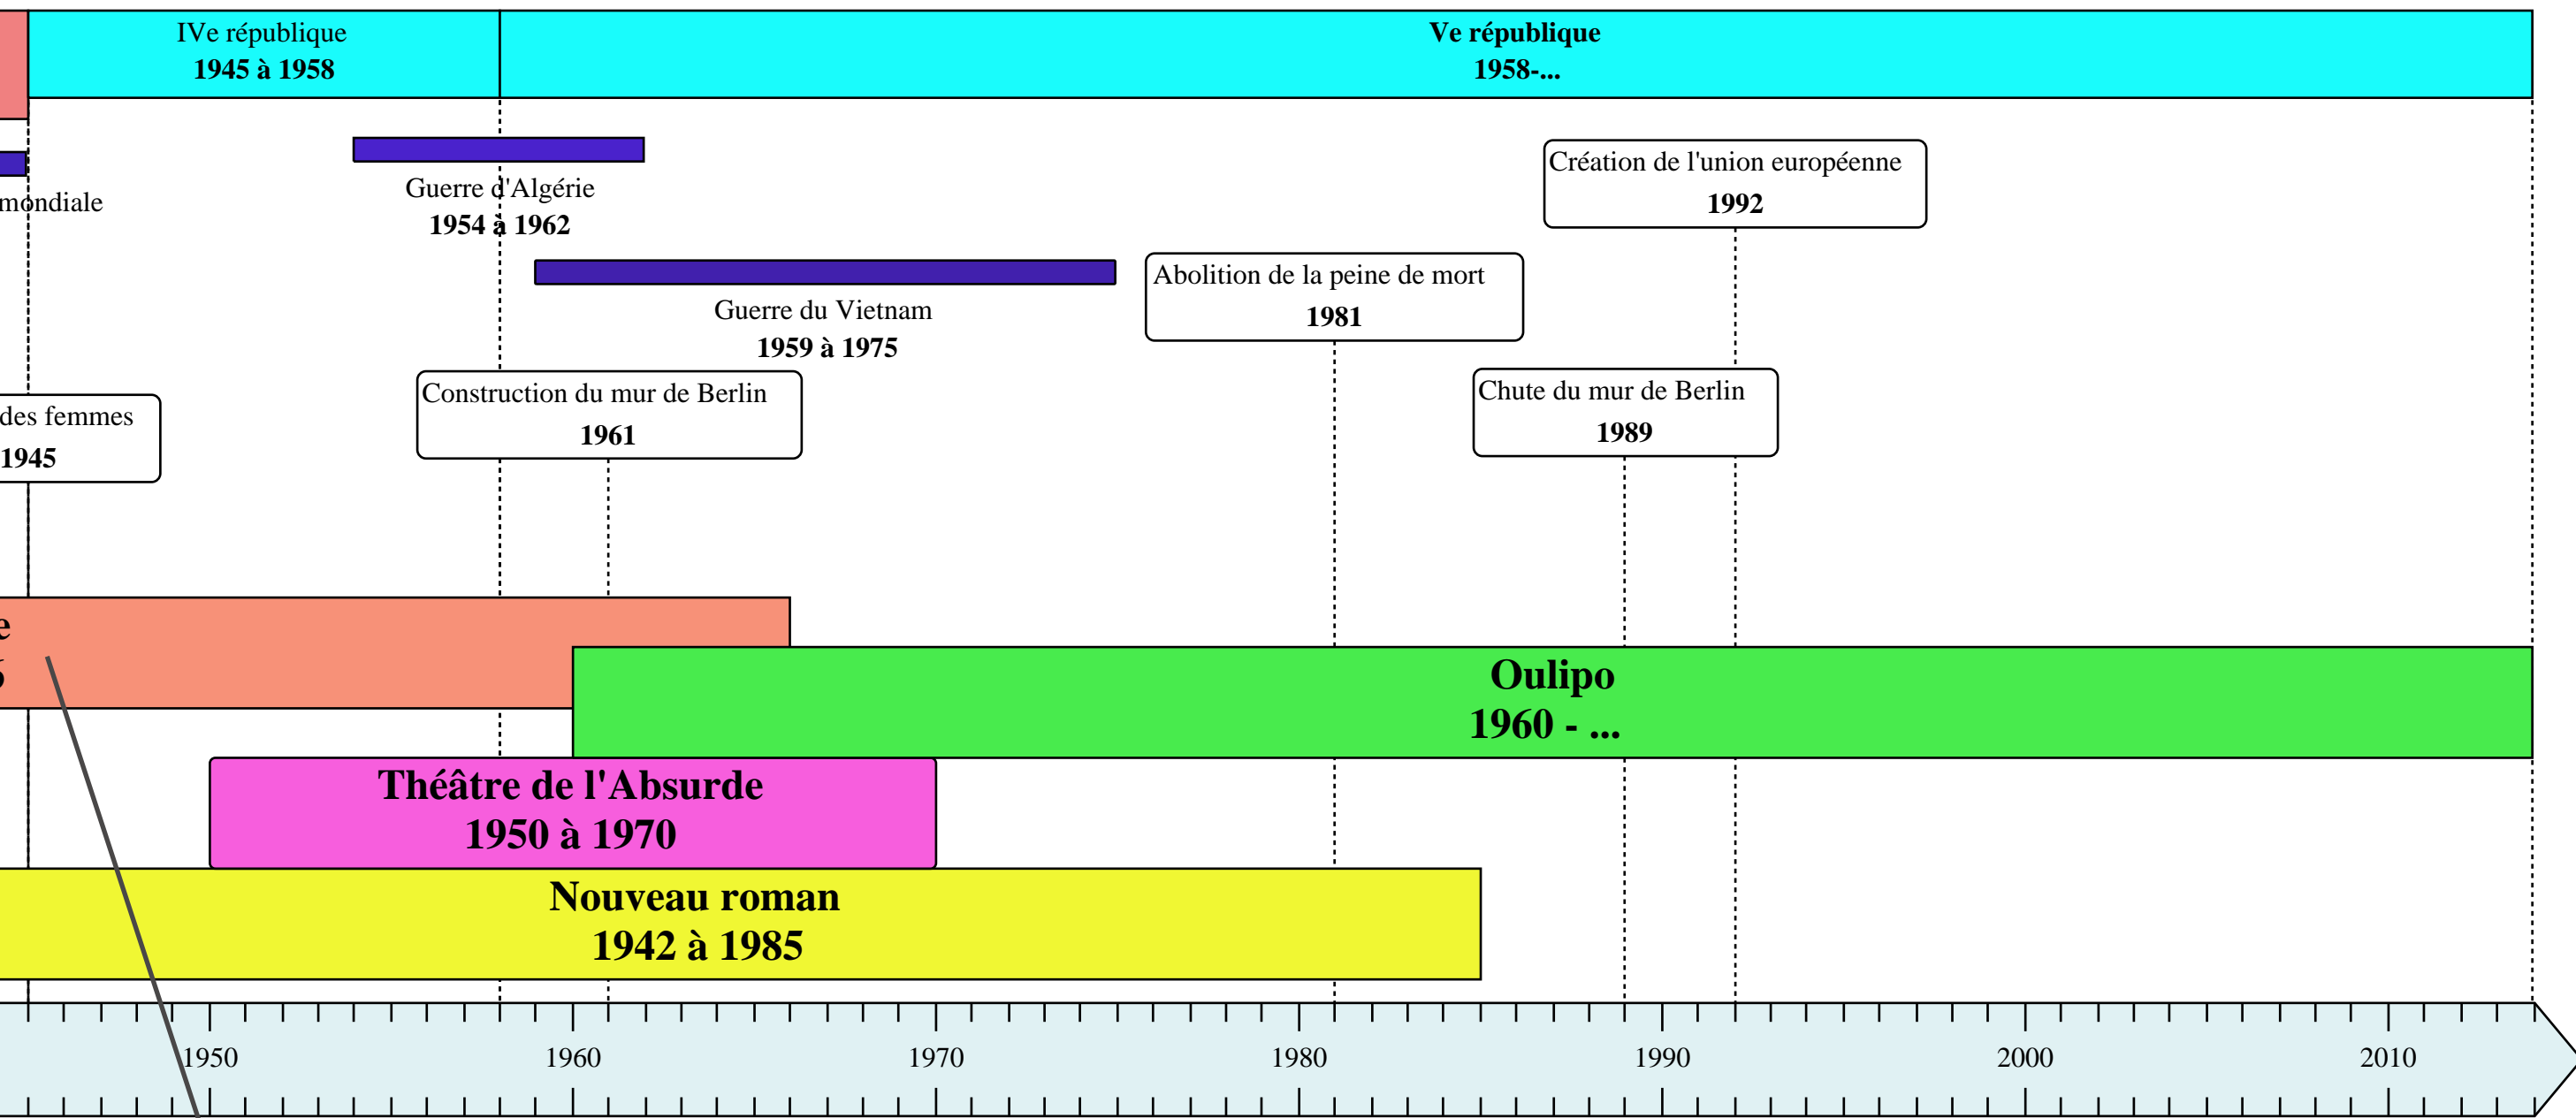 IVe république
1945 à 1958
Ve république
1958-...
mondiale
Guerre d'Algérie
1954 à 1962
Création de l'union européenne
1992
Guerre du Vietnam
1959 à 1975
Abolition de la peine de mort
1981
des femmes
1945
Construction du mur de Berlin
1961
Chute du mur de Berlin
1989
e
Oulipo
1960 - ...
Théâtre de l'Absurde
1950 à 1970
Nouveau roman
1942 à 1985
1950 1960 1970 1980 1990 2000 2010